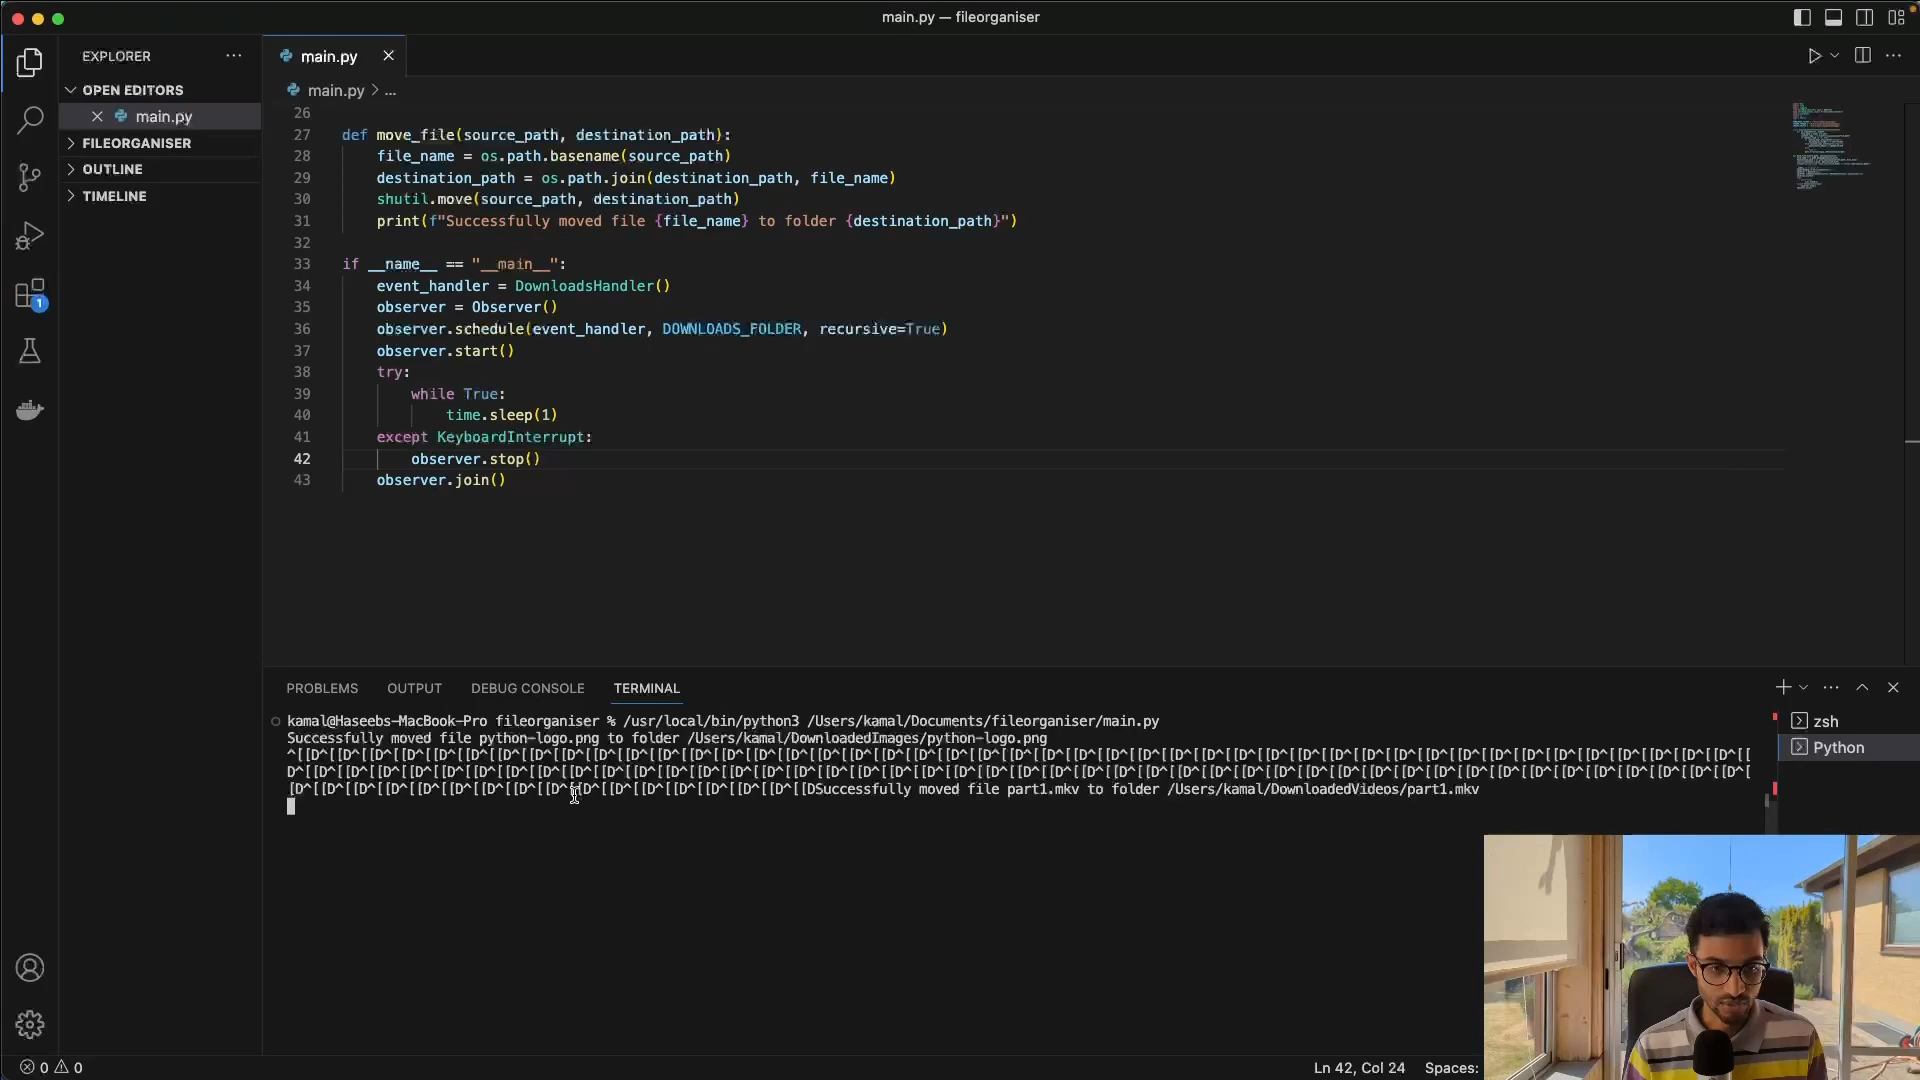 main.py — fileorganiser
EXPLORER
OPEN EDITORS
main.py
FILEORGANISER
OUTLINE
TIMELINE
1
main.py
main.py > ...
26
27 def move_file(source_path, destination_path):
28 file_name = os.path.basename(source_path)
29 destination_path = os.path.join(destination_path, file_name)
30 shutil.move(source_path, destination_path)
31 print(f"Successfully moved file {file_name} to folder {destination_path}")
32
33 if __name__ == "__main__":
34 event_handler = DownloadsHandler()
35 observer = Observer()
36 observer.schedule(event_handler, DOWNLOADS_FOLDER, recursive=True)
37 observer.start()
38 try:
39 while True:
40 time.sleep(1)
41 except KeyboardInterrupt:
42 observer.stop()
43 observer.join()
PROBLEMS OUTPUT DEBUG CONSOLE TERMINAL
kamal@Haseebs-MacBook-Pro fileorganiser % /usr/local/bin/python3 /Users/kamal/Documents/fileorganiser/main.py
Successfully moved file python-logo.png to folder /Users/kamal/DownloadedImages/python-logo.png
Successfully moved file part1.mkv to folder /Users/kamal/DownloadedVideos/part1.mkv
zsh
Python
0 0
Ln 42, Col 24 Spaces: